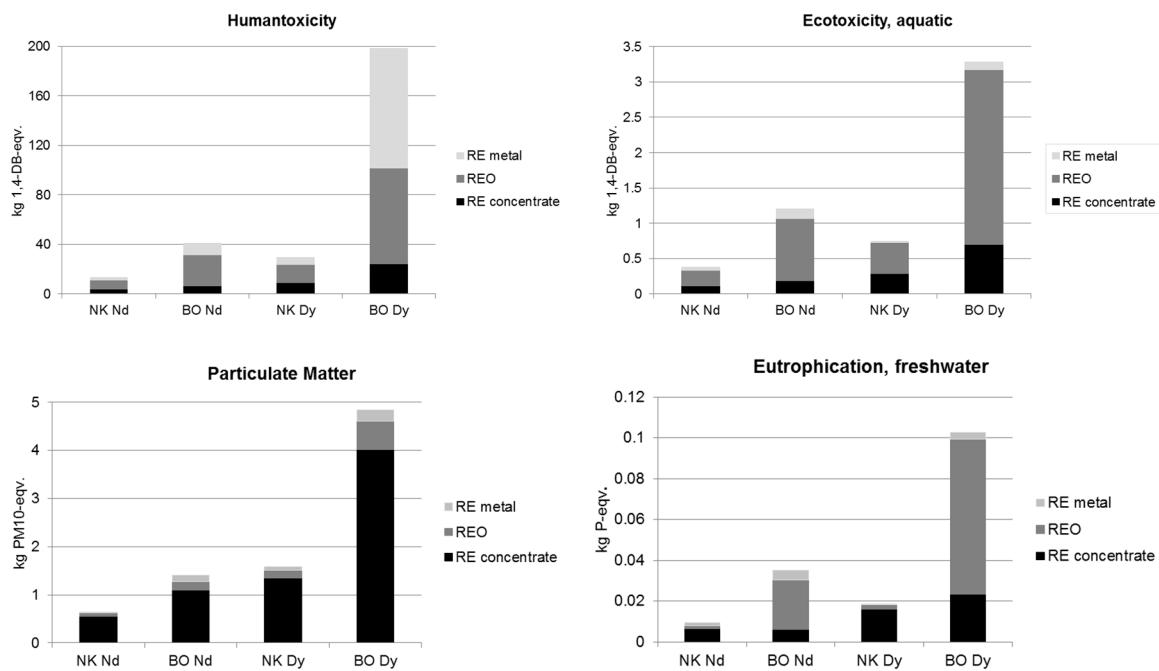 Humantoxicity
200
160
120
80
40
0
kg 1,4-DB-eqv.
NK Nd BO Nd NK Dy BO Dy
RE metal
REO
RE concentrate
Ecotoxicity, aquatic
3.5
3
2.5
2
1.5
1
0.5
0
kg 1,4-DB-eqv.
NK Nd BO Nd NK Dy BO Dy
RE metal
REO
RE concentrate
Particulate Matter
5
4
3
2
1
0
kg PM10-eqv.
NK Nd BO Nd NK Dy BO Dy
RE metal
REO
RE concentrate
Eutrophication, freshwater
0.12
0.1
0.08
0.06
0.04
0.02
0
kg P-eqv.
NK Nd BO Nd NK Dy BO Dy
RE metal
REO
RE concentrate